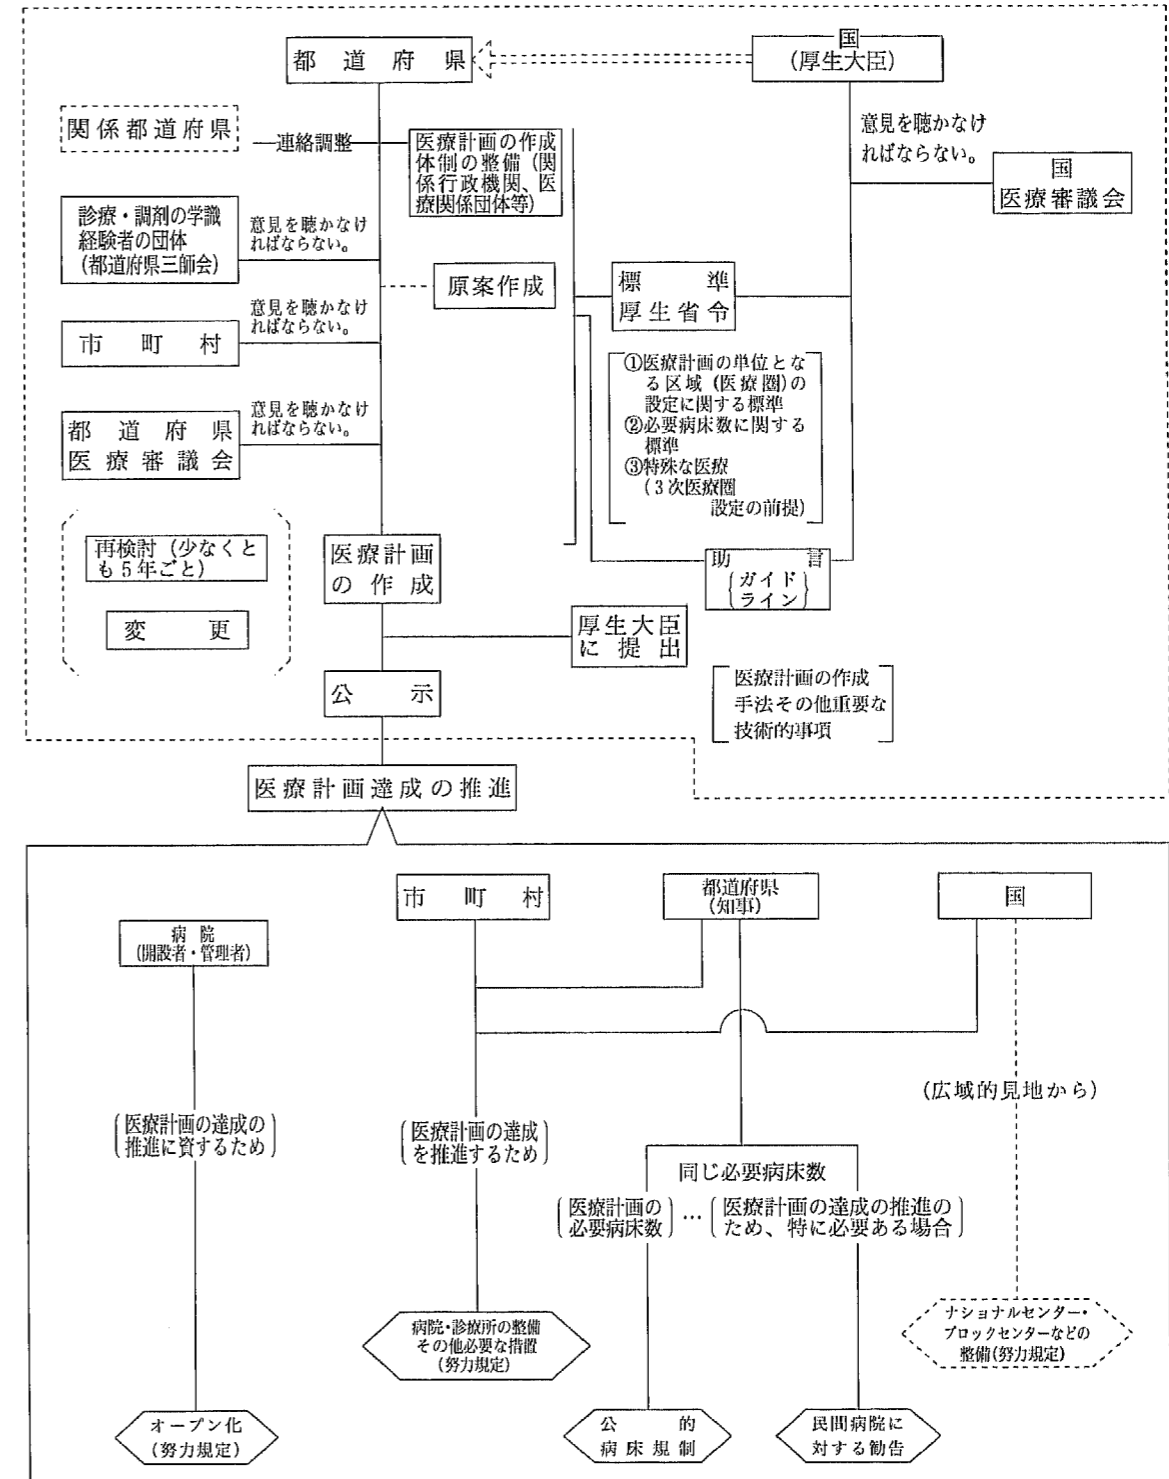 都道府県
国
(厚生大臣)
関係都道府県
連絡調整
医療計画の作成
体制の整備(関
係行政機関、医
療関係団体等)
意見を聴かなけ
ればならない。
国
医療審議会
診療・調剤の学識
経験者の団体
(都道府県三師会)
意見を聴かなけ
ればならない。
原案作成
標準
厚生省令
市町村
意見を聴かなけ
ればならない。
①医療計画の単位とな
る区域(医療圏)の
設定に関する標準
②必要病床数に関する
標準
③特殊な医療
(3次医療圏
設定の前提)
都道府県
医療審議会
意見を聴かなけ
ればならない。
再検討(少なくと
も5年ごと)
変更
医療計画
の作成
助言
ガイド
ライン
厚生大臣
に提出
公示
医療計画の作成
手法その他重要な
技術的事項
医療計画達成の推進
病院
(開設者・管理者)
市町村
都道府県
(知事)
国
(広域的見地から)
医療計画の達成の
推進に資するため
医療計画の達成
を推進するため
同じ必要病床数
医療計画の
必要病床数
…
医療計画の達成の推進の
ため、特に必要ある場合
病院・診療所の整備
その他必要な措置
(努力規定)
ナショナルセンター・
ブロックセンターなどの
整備(努力規定)
オープン化
(努力規定)
公的
病床規制
民間病院に
対する勧告